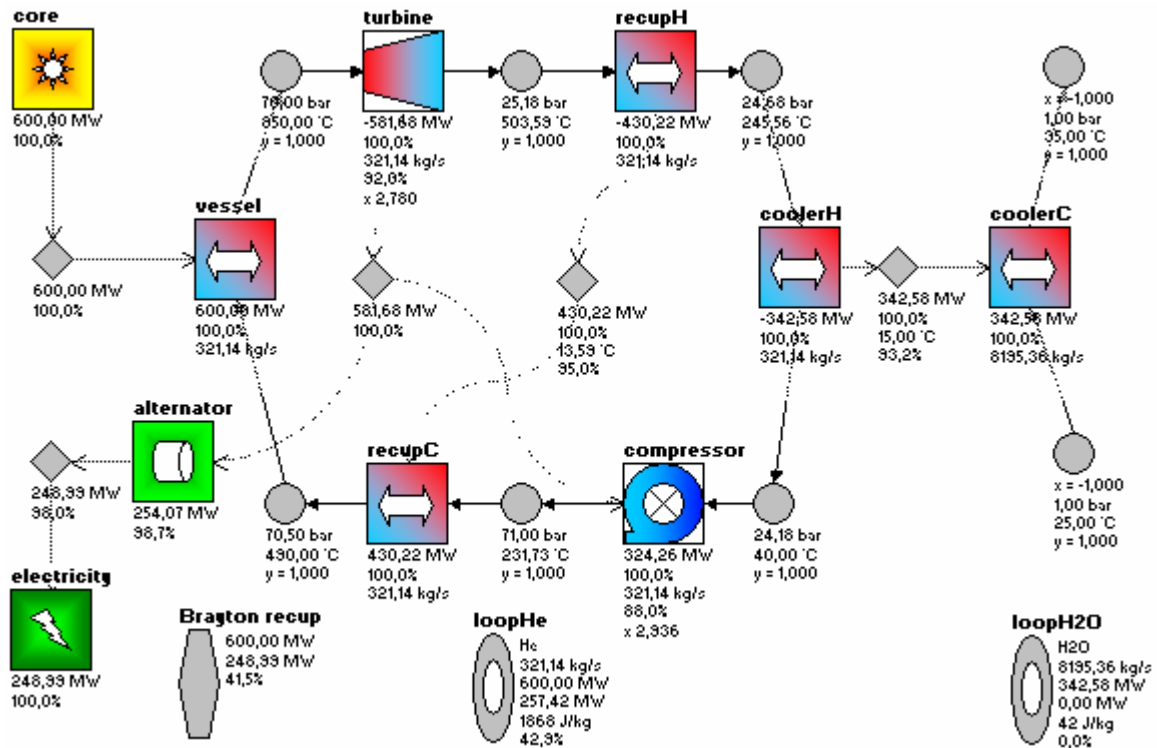 core
600,00 MW
100,0%
70,00 bar
850,00 °C
y = 1,000
turbine
-581,68 MW
100,0%
321,14 kg/s
92,0%
x 2,780
25,18 bar
503,59 °C
y = 1,000
recupH
-430,22 MW
100,0%
321,14 kg/s
24,68 bar
245,56 °C
y = 1,000
x = -1,000
1,00 bar
35,00 °C
y = 1,000
600,00 MW
100,0%
vessel
600,00 MW
100,0%
321,14 kg/s
581,68 MW
100,0%
430,22 MW
100,0%
13,59 °C
95,0%
coolerH
-342,58 MW
100,0%
321,14 kg/s
342,58 MW
100,0%
15,00 °C
93,2%
coolerC
342,58 MW
100,0%
8195,36 kg/s
248,99 MW
98,0%
alternator
254,07 MW
98,7%
70,50 bar
490,00 °C
y = 1,000
recupC
430,22 MW
100,0%
321,14 kg/s
71,00 bar
231,73 °C
y = 1,000
compressor
324,26 MW
100,0%
321,14 kg/s
88,0%
x 2,936
24,18 bar
40,00 °C
y = 1,000
x = -1,000
1,00 bar
25,00 °C
y = 1,000
electricity
248,99 MW
100,0%
Brayton recup
600,00 MW
248,99 MW
41,5%
loopHe
He
321,14 kg/s
600,00 MW
257,42 MW
1868 J/kg
42,9%
loopH2O
H2O
8195,36 kg/s
342,58 MW
0,00 MW
42 J/kg
0,0%